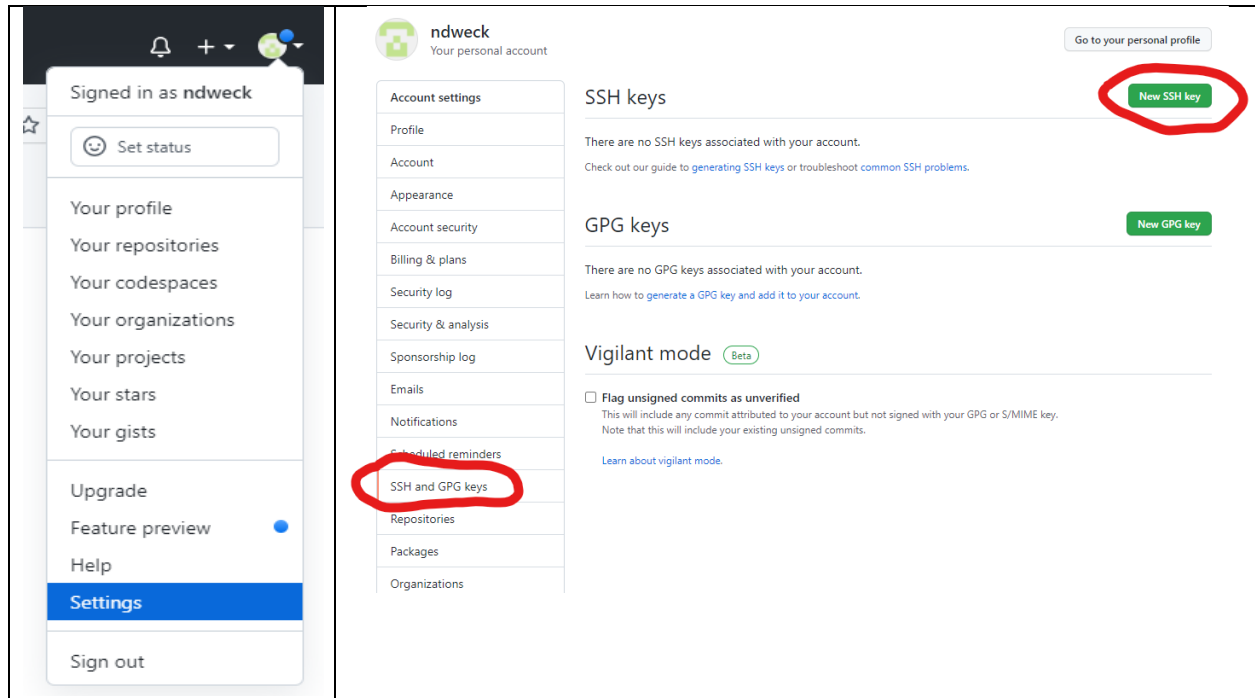 Signed in as ndweck
Set status
Your profile
Your repositories
Your codespaces
Your organizations
Your projects
Your stars
Your gists
Upgrade
Feature preview
Help
Settings
Sign out
ndweck
Your personal account
Go to your personal profile
Account settings
Profile
Account
Appearance
Account security
Billing & plans
Security log
Security & analysis
Sponsorship log
Emails
Notifications
Scheduled reminders
SSH and GPG keys
Repositories
Packages
Organizations
SSH keys
New SSH key
There are no SSH keys associated with your account.
Check out our guide to generating SSH keys or troubleshoot common SSH problems.
GPG keys
New GPG key
There are no GPG keys associated with your account.
Learn how to generate a GPG key and add it to your account.
Vigilant mode Beta
Flag unsigned commits as unverified
This will include any commit attributed to your account but not signed with your GPG or S/MIME key.
Note that this will include your existing unsigned commits.
Learn about vigilant mode.